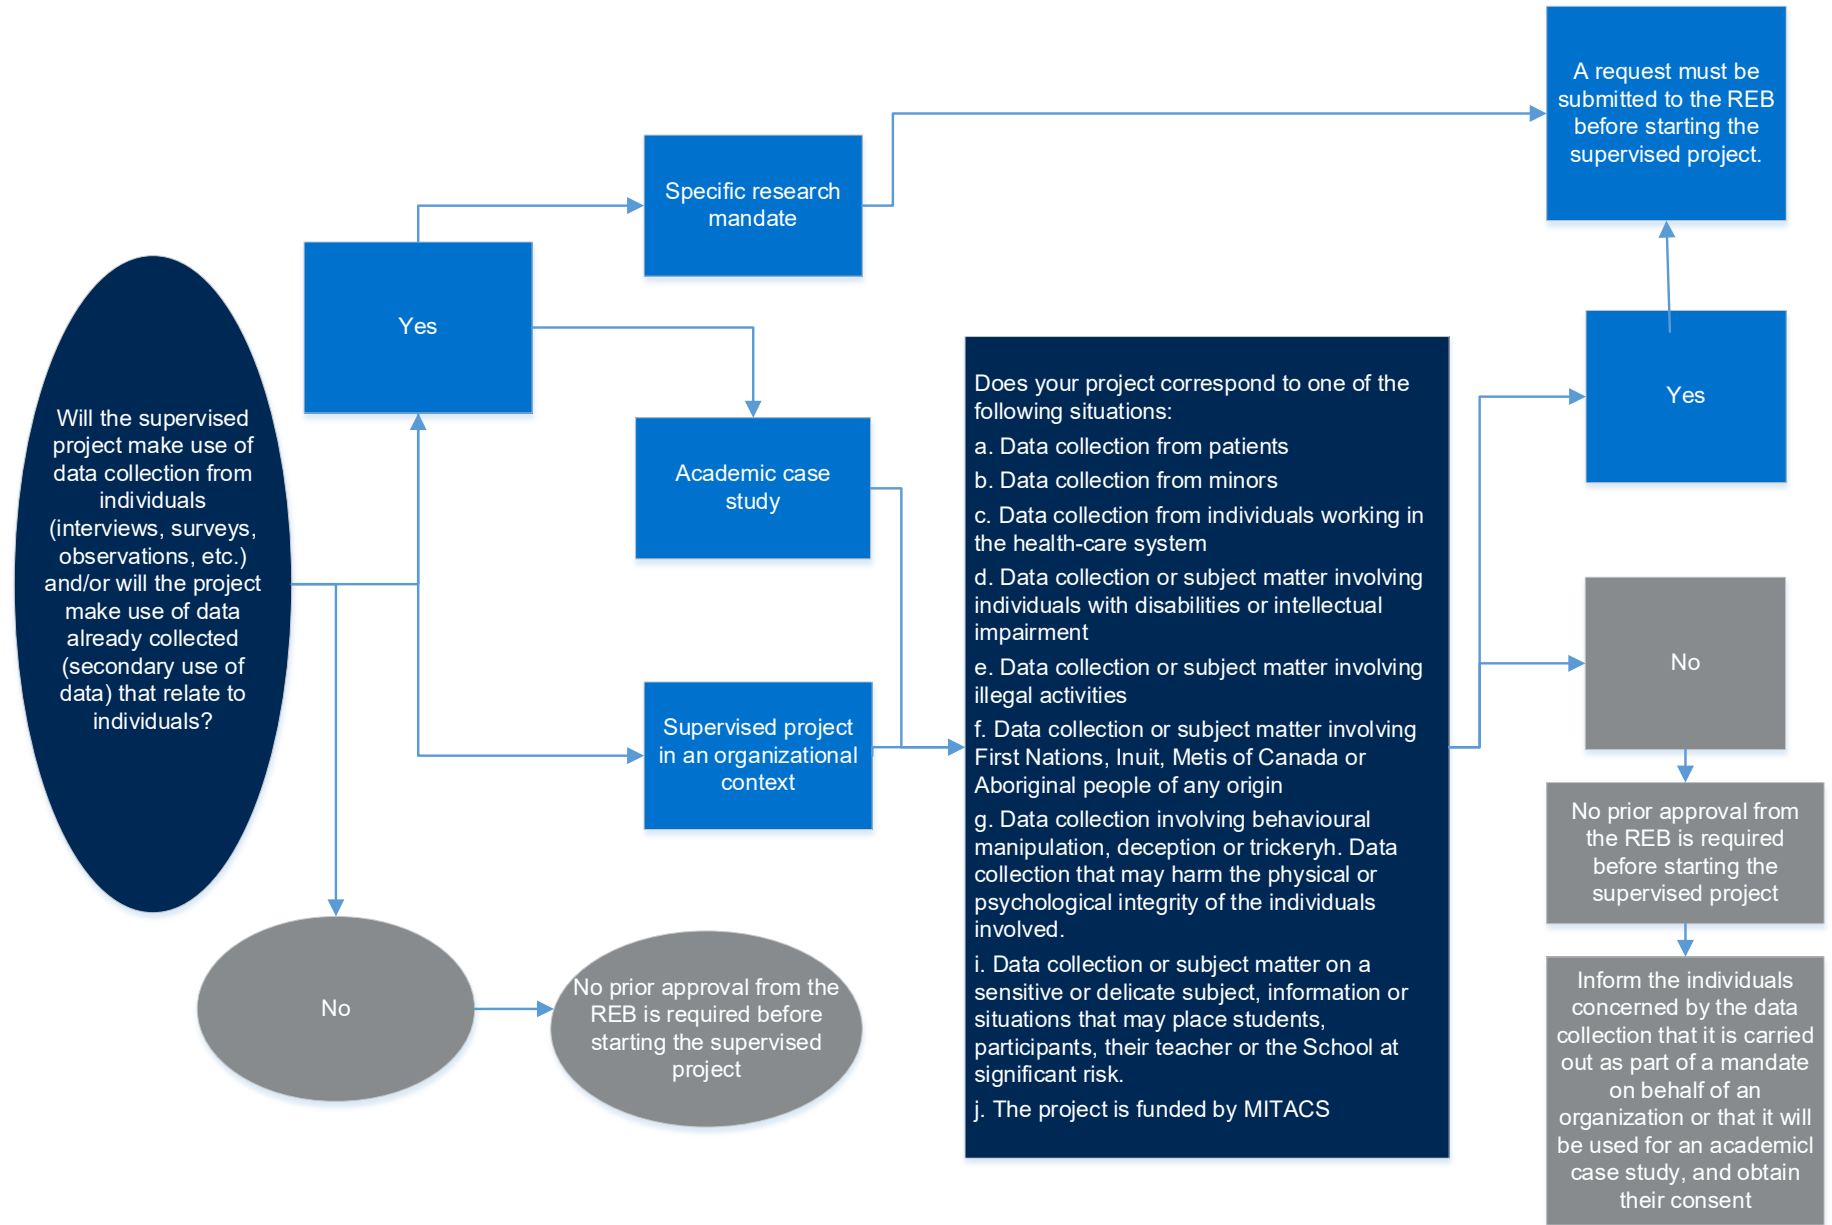 Will the supervised
project make use of
data collection from
individuals
(interviews, surveys,
observations, etc.)
and/or will the project
make use of data
already collected
(secondary use of
data) that relate to
individuals?
Yes
Specific research
mandate
A request must be
submitted to the REB
before starting the
supervised project.
Academic case
study
Supervised project
in an organizational
context
No
No prior approval from the
REB is required before
starting the supervised
project
Does your project correspond to one of the
following situations:
a. Data collection from patients
b. Data collection from minors
c. Data collection from individuals working in
the health-care system
d. Data collection or subject matter involving
individuals with disabilities or intellectual
impairment
e. Data collection or subject matter involving
illegal activities
f. Data collection or subject matter involving
First Nations, Inuit, Metis of Canada or
Aboriginal people of any origin
g. Data collection involving behavioural
manipulation, deception or trickeryh. Data
collection that may harm the physical or
psychological integrity of the individuals
involved.
i. Data collection or subject matter on a
sensitive or delicate subject, information or
situations that may place students,
participants, their teacher or the School at
significant risk.
j. The project is funded by MITACS
Yes
No
No prior approval from
the REB is required
before starting the
supervised project
Inform the individuals
concerned by the data
collection that it is carried
out as part of a mandate
on behalf of an
organization or that it will
be used for an academicl
case study, and obtain
their consent